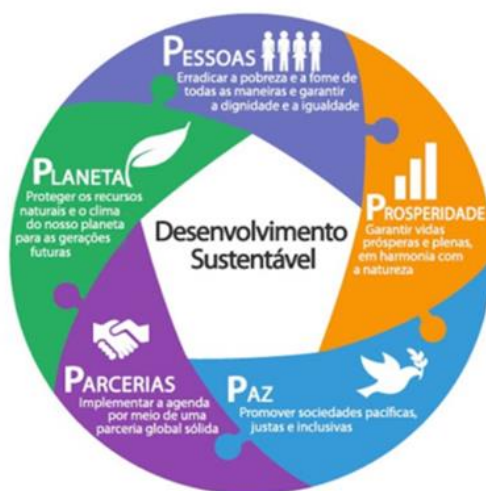 PESSOAS
Erradicar a pobreza e a fome de
todas as maneiras e garantir
a dignidade e a igualdade
PROSPERIDADE
Garantir vidas
prósperas e plenas,
em harmonia com
a natureza
PAZ
Promover sociedades pacíficas,
justas e inclusivas
PARCERIAS
Implementar a agenda
por meio de uma
parceria global sólida
PLANETA
Proteger os recursos
naturais e o clima
do nosso planeta
para as gerações
futuras
Desenvolvimento
Sustentável